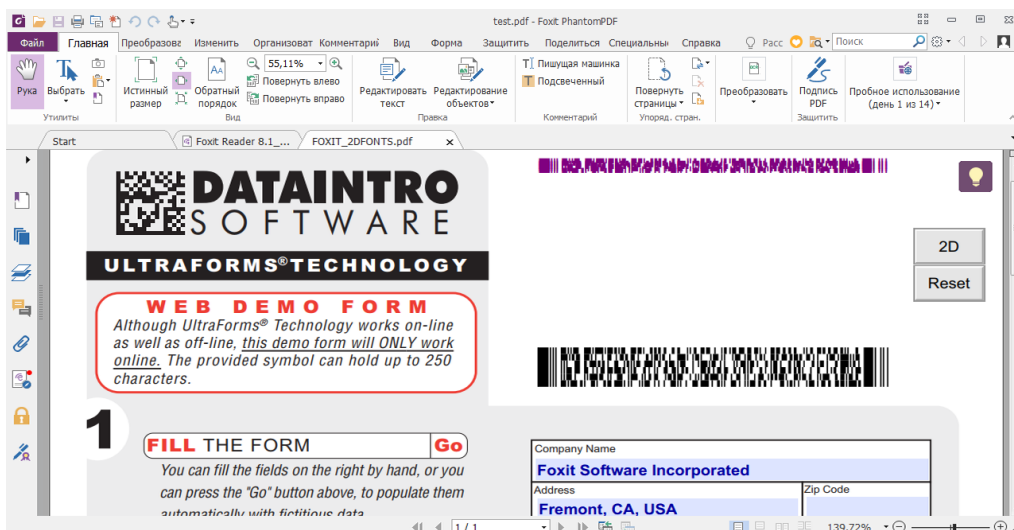 test.pdf - Foxit PhantomPDF
Файл Главная Преобразова Изменить Организоват Комментари Вид Форма Защитить Поделиться Специальны Справка Расс Поиск
55,11%
Рука Выбрать Истинный размер Обратный порядок Повернуть влево Повернуть вправо Редактировать текст Редактирование объектов Пишущая машинка Подсвеченный Повернуть страницы Преобразовать Подпись PDF Пробное использование (день 1 из 14)
Утилиты Вид Правка Комментарий Упоряд. стран. Защитить
Start Foxit Reader 8.1_... FOXIT_2DFONTS.pdf x
DATAINTRO
SOFTWARE
ULTRAFORMS®TECHNOLOGY
WEB DEMO FORM
Although UltraForms® Technology works on-line
as well as off-line, this demo form will ONLY work
online. The provided symbol can hold up to 250
characters.
2D
Reset
1
FILL THE FORM Go
You can fill the fields on the right by hand, or you
can press the "Go" button above, to populate them
automatically with fictitious data
Company Name
Foxit Software Incorporated
Address Zip Code
Fremont, CA, USA
1 / 1 139,72%